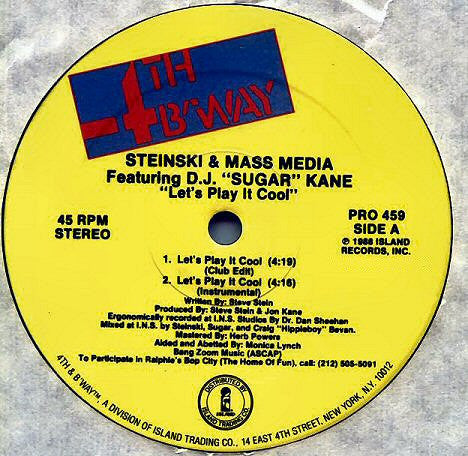 4TH
B'WAY
STEINSKI & MASS MEDIA
Featuring D.J. "SUGAR" KANE
"Let's Play It Cool"
45 RPM
STEREO
PRO 459
SIDE A
℗ 1988 ISLAND
RECORDS, INC.
1. Let's Play It Cool (4:19)
(Club Edit)
2. Let's Play It Cool (4:16)
(Instrumental)
Written By: Steve Stein
Produced By: Steve Stein & Jon Kane
Ergonomically recorded at I.N.S. Studios By Dr. Dan Sheehan
Mixed at I.N.S. by Steinski, Sugar, and Craig "Hippleboy" Bevan.
Mastered By: Herb Powers
Aided and Abetted By: Monica Lynch
Bang Zoom Music (ASCAP)
To Participate in Ralphie's Bop City (The Home Of Fun), call: (212) 505-5091
DISTRIBUTED BY
ISLAND
ISLAND TRADING CO.
4TH & B'WAY™, A DIVISION OF ISLAND TRADING CO., 14 EAST 4TH STREET, NEW YORK, N.Y. 10012